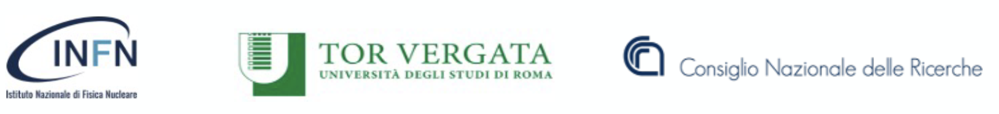 INFN
Istituto Nazionale di Fisica Nucleare
TOR VERGATA
UNIVERSITÀ DEGLI STUDI DI ROMA
Consiglio Nazionale delle Ricerche